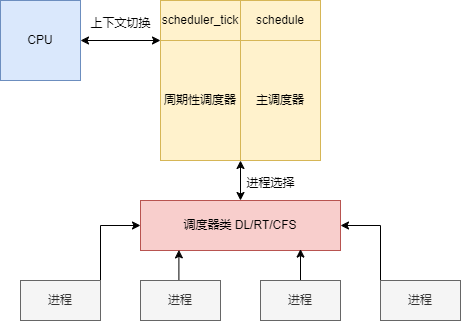 CPU
上下文切换
scheduler_tick
schedule
周期性调度器
主调度器
进程选择
调度器类 DL/RT/CFS
进程
进程
进程
进程